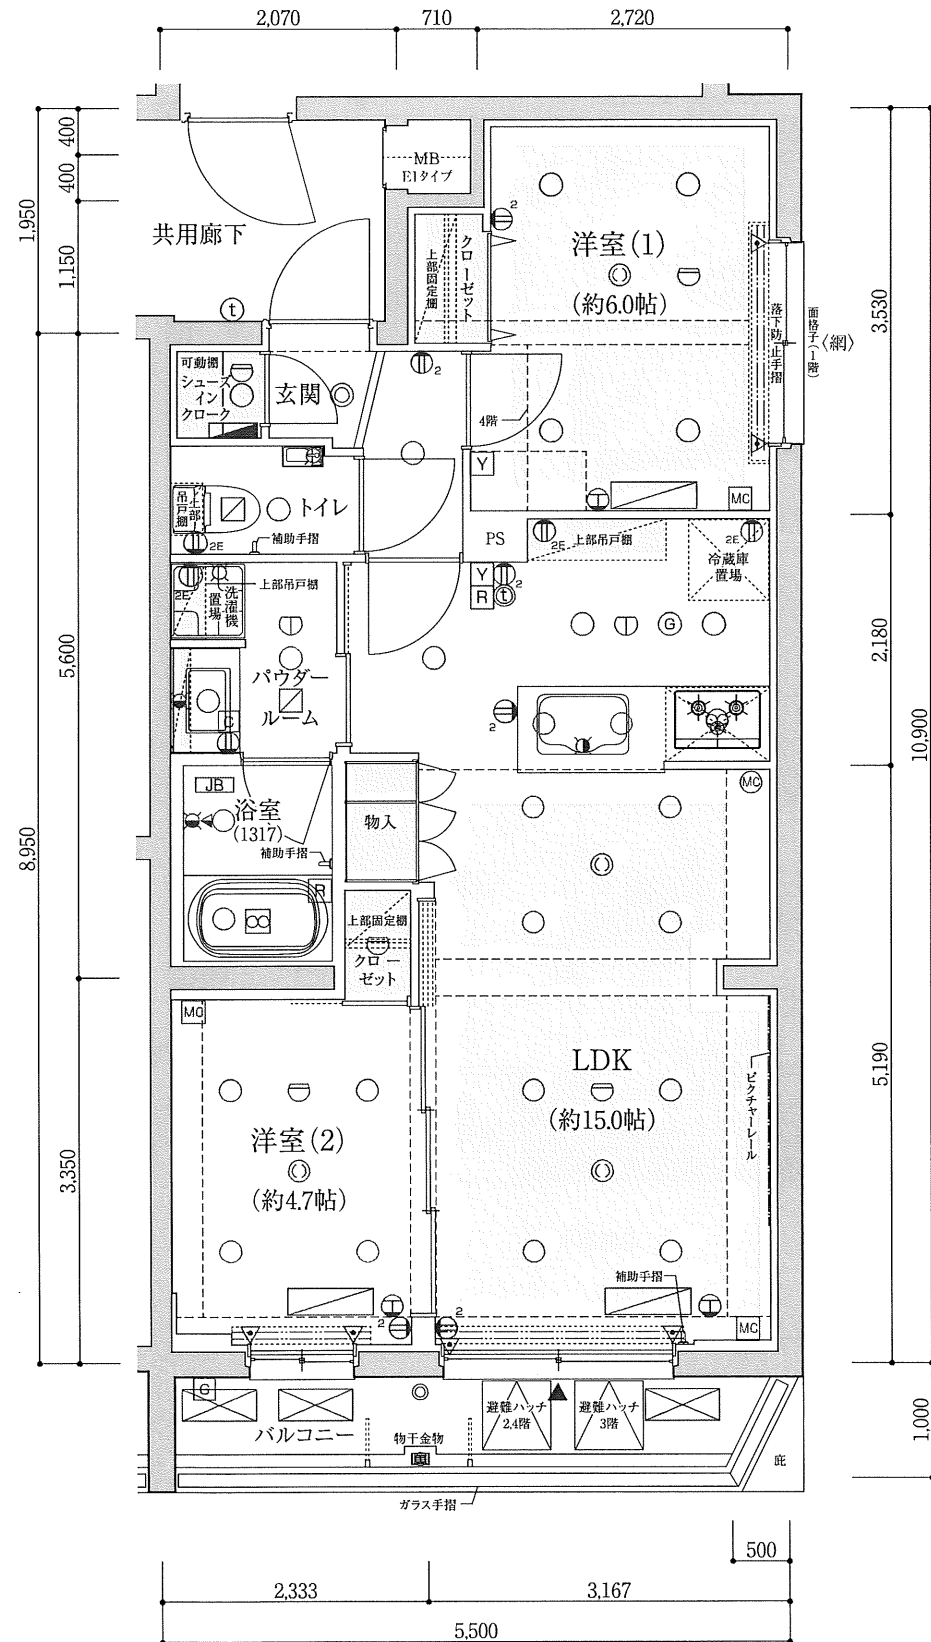 2,070
710
2,720
400
400
1,150
1,950
5,600
8,950
3,350
3,530
2,180
5,190
10,900
1,000
MB
E1タイプ
共用廊下
t
クローゼット
上部固定棚
2
洋室(1)
(約6.0帖)
落下防止手摺
面格子(1階)
〈網〉
可動棚
シューズ
イン
クローク
玄関
2
4階
Y
MC
上部
吊戸棚
トイレ
補助手摺
2E
PS
2E
上部吊戸棚
2E
冷蔵庫
置場
Y
2
R
t
G
上部吊戸棚
2E
洗濯機
置場
パウダー
ルーム
C
2
JB
浴室
(1317)
補助手摺
R
物入
MC
上部固定棚
クロー
ゼット
MC
洋室(2)
(約4.7帖)
LDK
(約15.0帖)
ピクチャーレール
補助手摺
2
2
MC
G
バルコニー
物干金物
避難ハッチ
2,4階
避難ハッチ
3階
庇
ガラス手摺
500
2,333
3,167
5,500